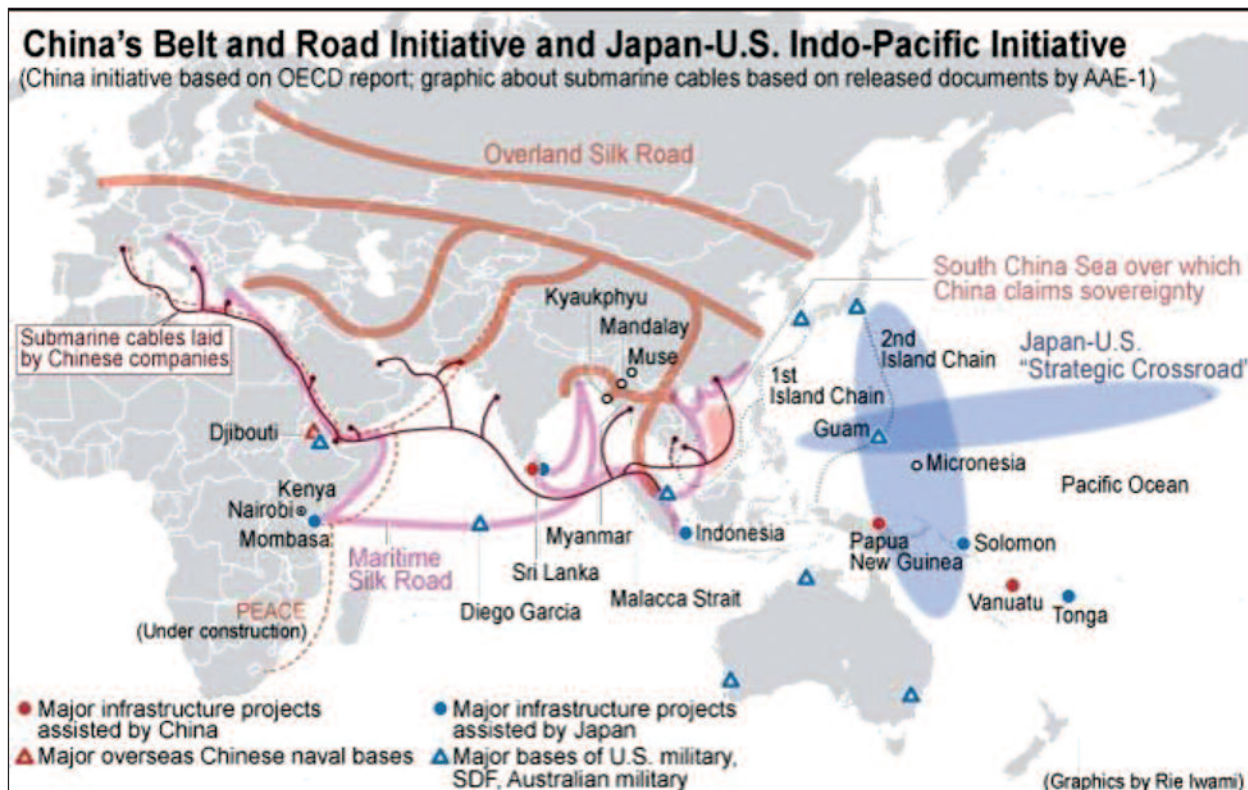 China's Belt and Road Initiative and Japan-U.S. Indo-Pacific Initiative
(China initiative based on OECD report; graphic about submarine cables based on released documents by AAE-1)
Overland Silk Road
South China Sea over which
China claims sovereignty
Kyaukphyu
Mandalay
Muse
Submarine cables laid
by Chinese companies
2nd
Island Chain
Japan-U.S.
"Strategic Crossroad"
1st
Island Chain
Guam
Djibouti
Micronesia
Kenya
Nairobi
Mombasa
Pacific Ocean
Maritime
Silk Road
Myanmar
Indonesia
Papua
New Guinea
Solomon
Sri Lanka
Diego Garcia
Malacca Strait
Vanuatu
Tonga
PEACE
(Under construction)
Major infrastructure projects
assisted by China
Major overseas Chinese naval bases
Major infrastructure projects
assisted by Japan
Major bases of U.S. military,
SDF, Australian military
(Graphics by Rie Iwami)